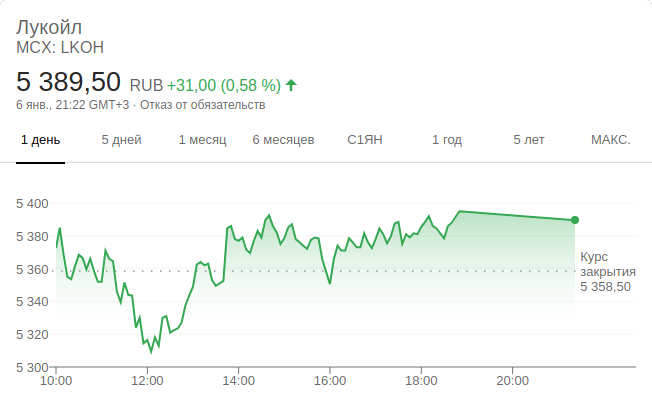 Лукойл
MCX: LKOH
5 389,50 RUB +31,00 (0,58 %)
6 янв., 21:22 GMT+3 · Отказ от обязательств
1 день 5 дней 1 месяц 6 месяцев С1ЯН 1 год 5 лет МАКС.
5 400
5 380
5 360
5 340
5 320
5 300
Курс
закрытия
5 358,50
10:00 12:00 14:00 16:00 18:00 20:00